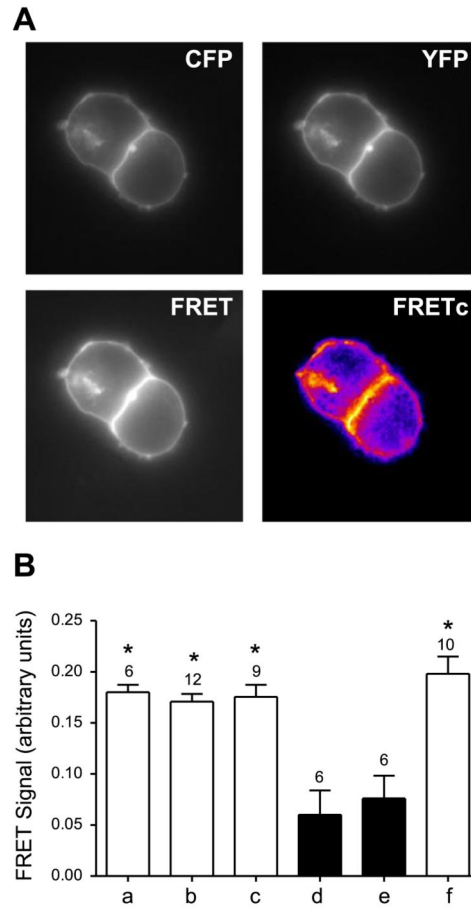 A
CFP
YFP
FRET
FRETc
B
FRET Signal (arbitrary units)
0.25
0.20
0.15
0.10
0.05
0.00
*
6
*
12
*
9
6
6
*
10
a b c d e f